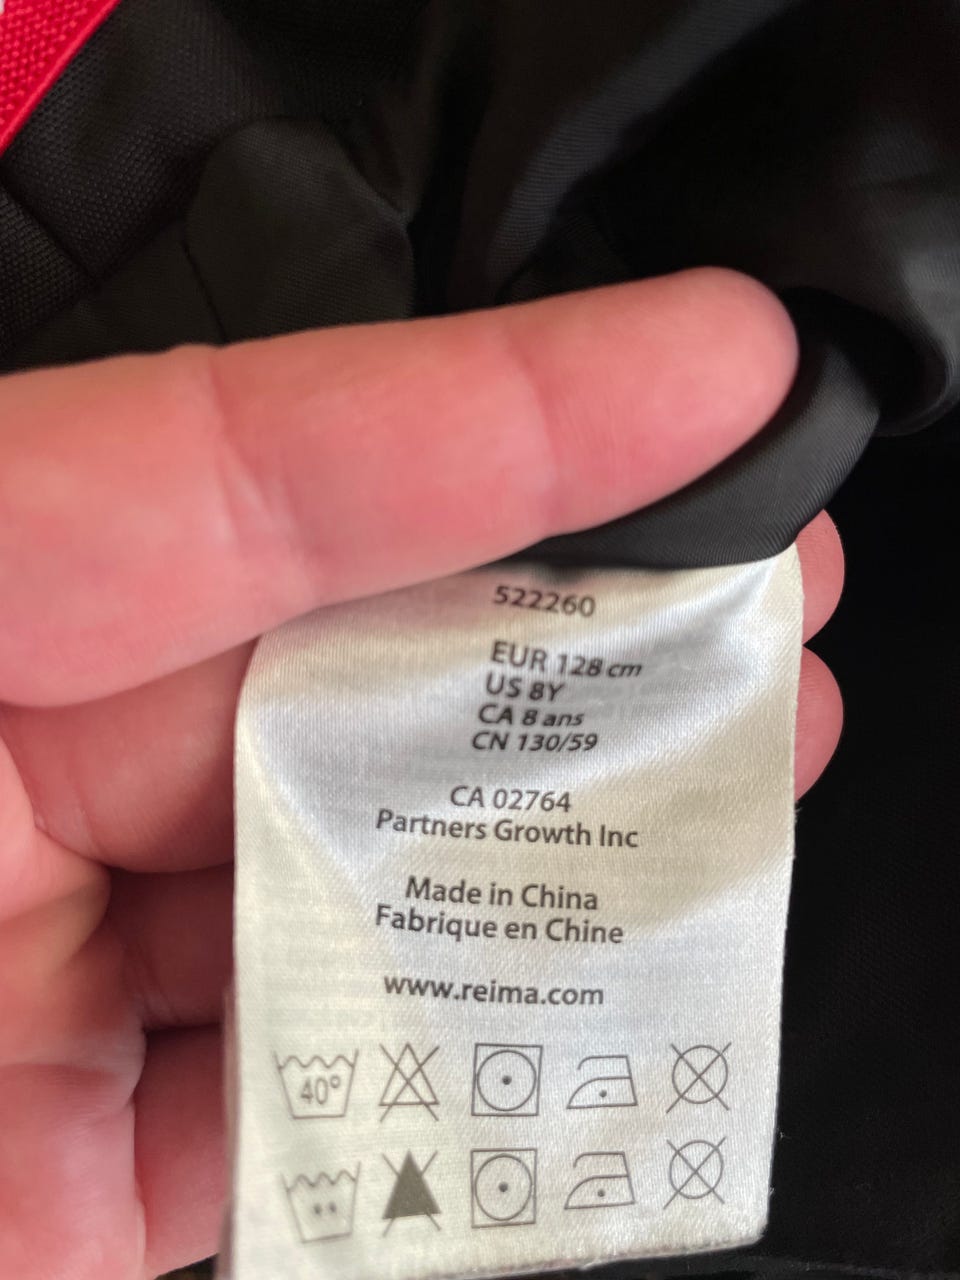 522260
EUR 128 cm
US 8Y
CA 8 ans
CN 130/59
CA 02764
Partners Growth Inc
Made in China
Fabrique en Chine
www.reima.com
40°